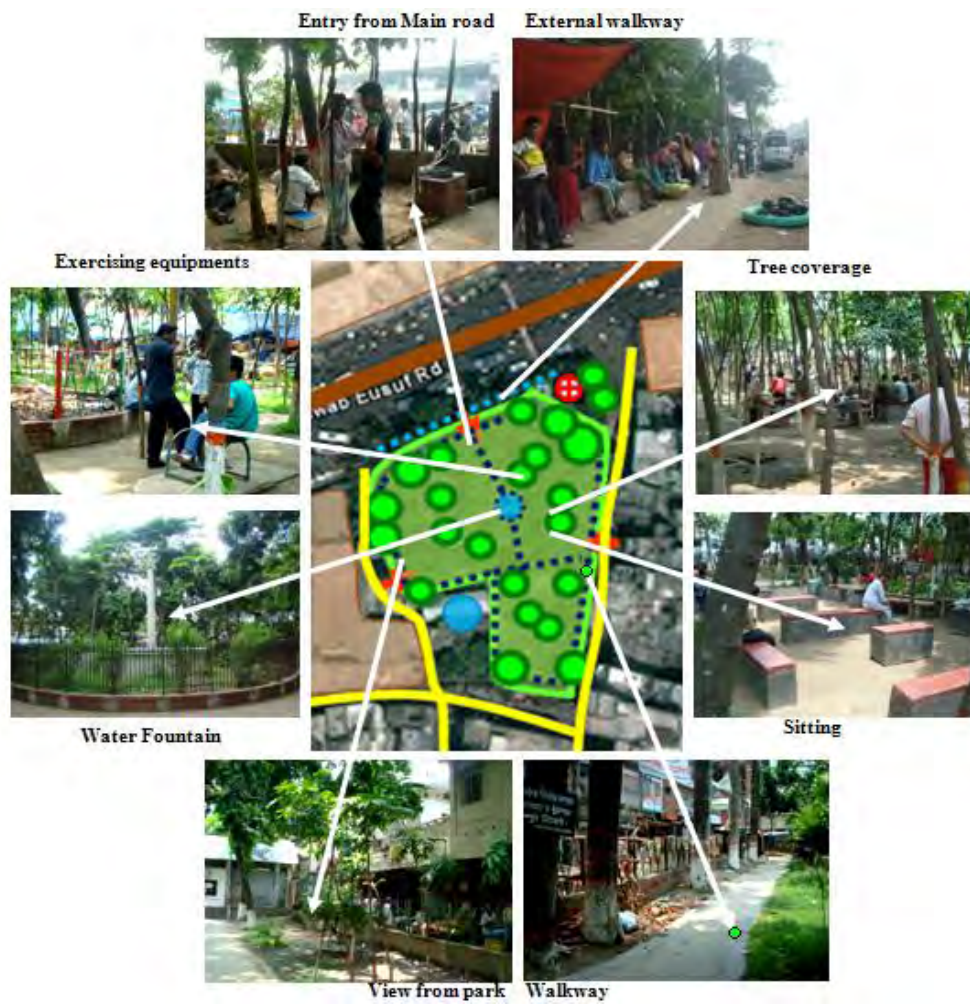 Entry from Main road
External walkway
Exercising equipments
Tree coverage
wab Eusuf Rd
Water Fountain
Sitting
View from park
Walkway